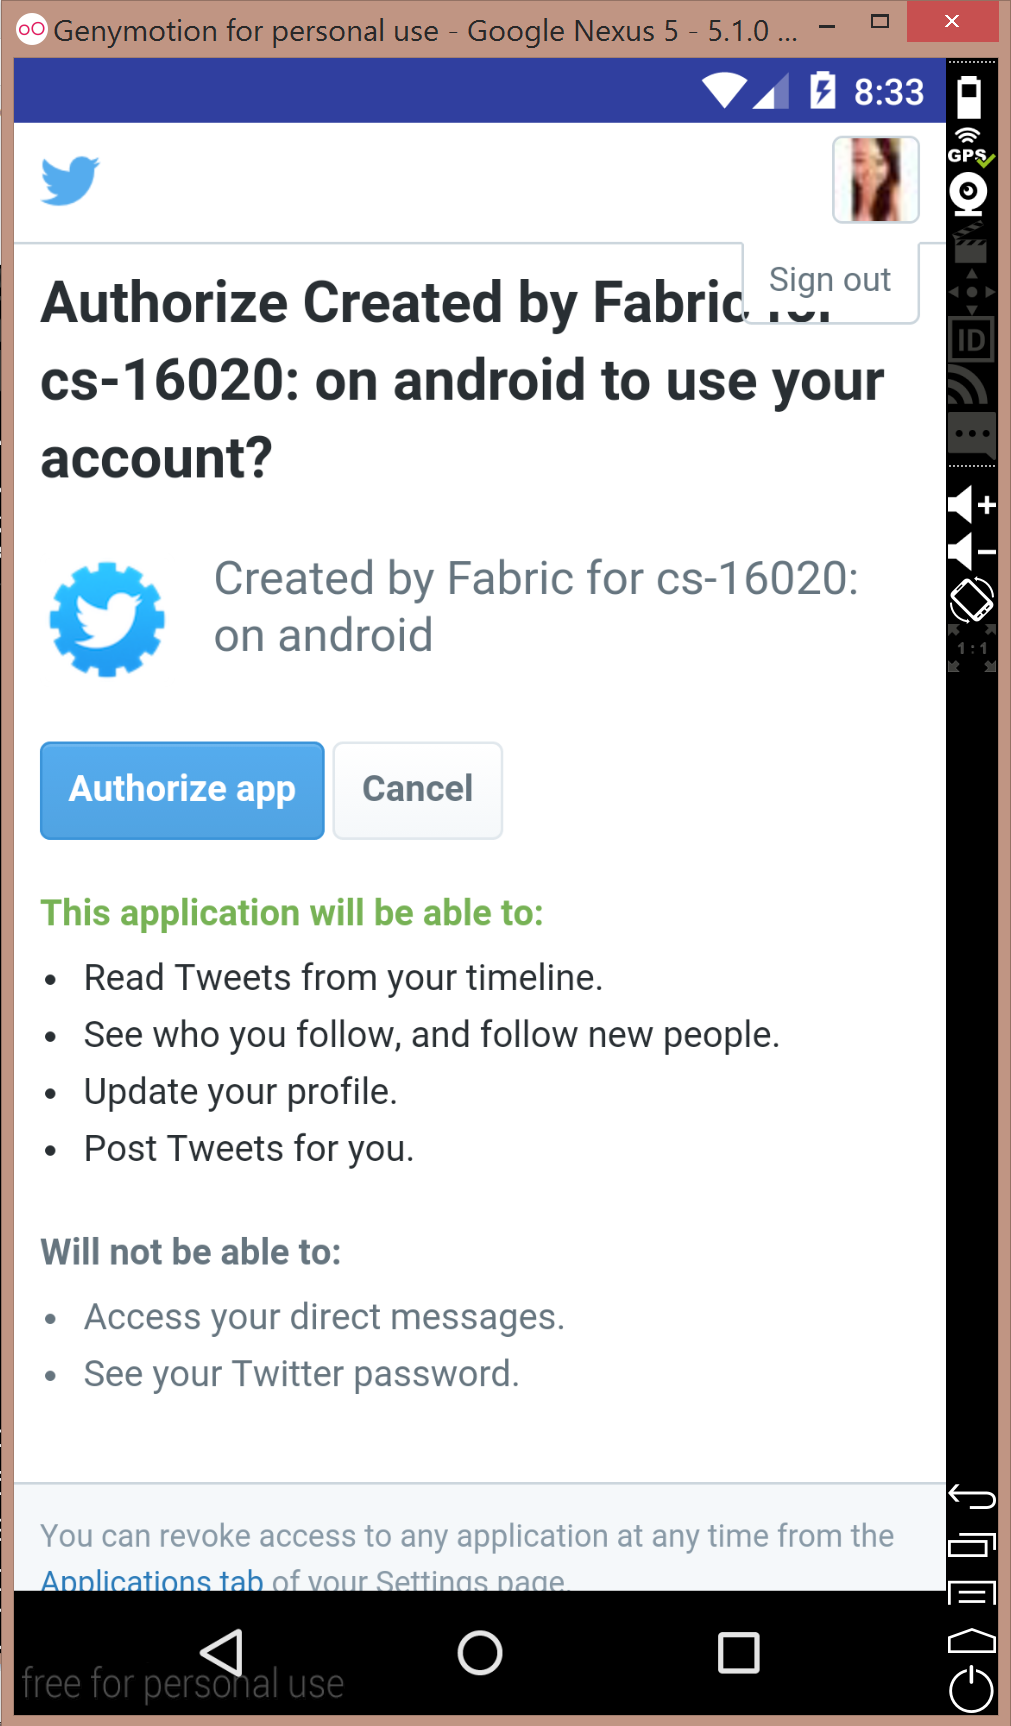 Genymotion for personal use - Google Nexus 5 - 5.1.0 ...
8:33
GPS
Sign out
Authorize Created by Fabric for
cs-16020: on android to use your
account?
ID
Created by Fabric for cs-16020:
on android
1:1
Authorize app
Cancel
This application will be able to:
• Read Tweets from your timeline.
• See who you follow, and follow new people.
• Update your profile.
• Post Tweets for you.
Will not be able to:
• Access your direct messages.
• See your Twitter password.
You can revoke access to any application at any time from the
Applications tab of your Settings page.
free for personal use